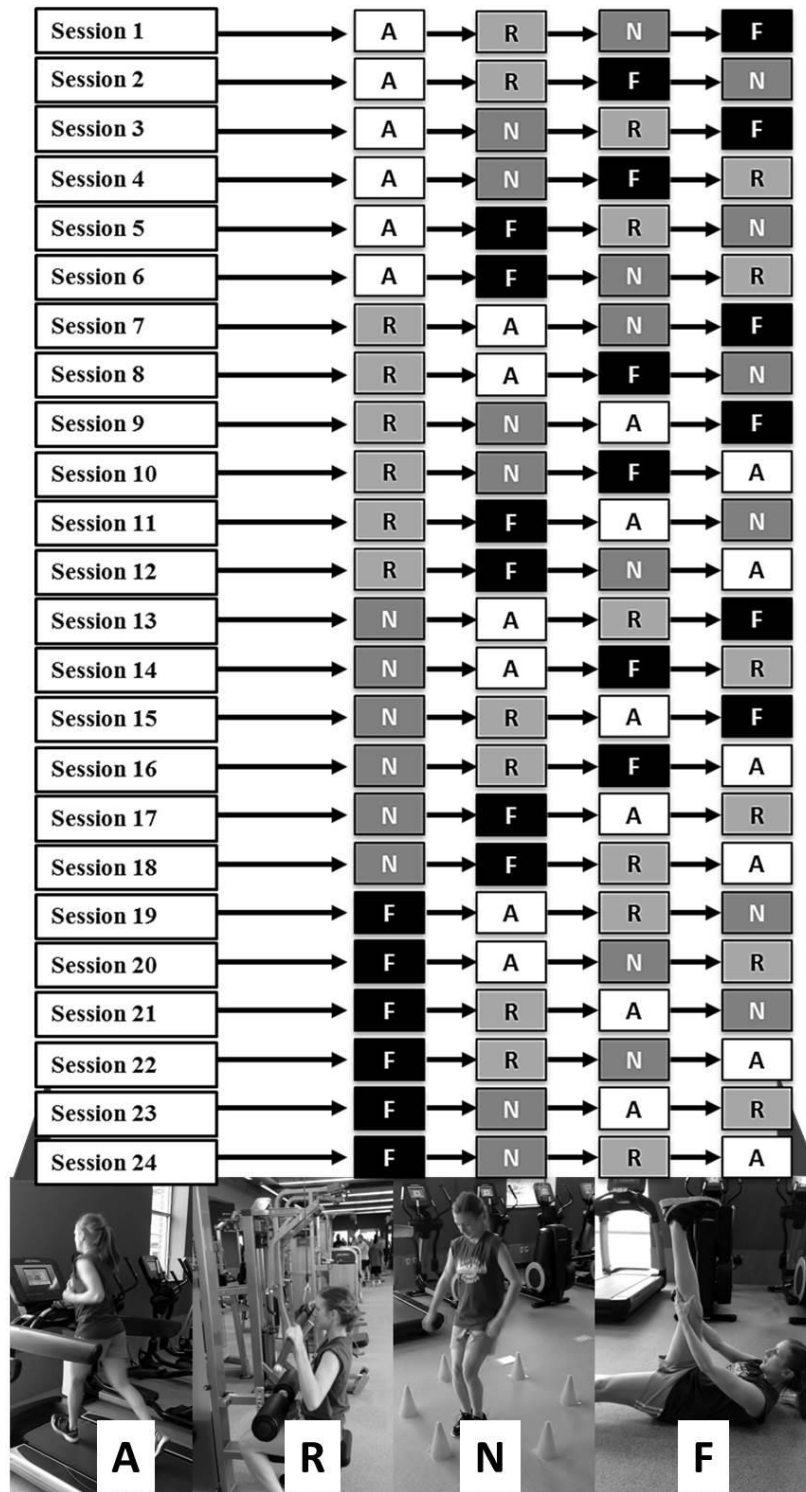 Session 1 A R N F
Session 2 A R F N
Session 3 A N R F
Session 4 A N F R
Session 5 A F R N
Session 6 A F N R
Session 7 R A N F
Session 8 R A F N
Session 9 R N A F
Session 10 R N F A
Session 11 R F A N
Session 12 R F N A
Session 13 N A R F
Session 14 N A F R
Session 15 N R A F
Session 16 N R F A
Session 17 N F A R
Session 18 N F R A
Session 19 F A R N
Session 20 F A N R
Session 21 F R A N
Session 22 F R N A
Session 23 F N A R
Session 24 F N R A
A R N F